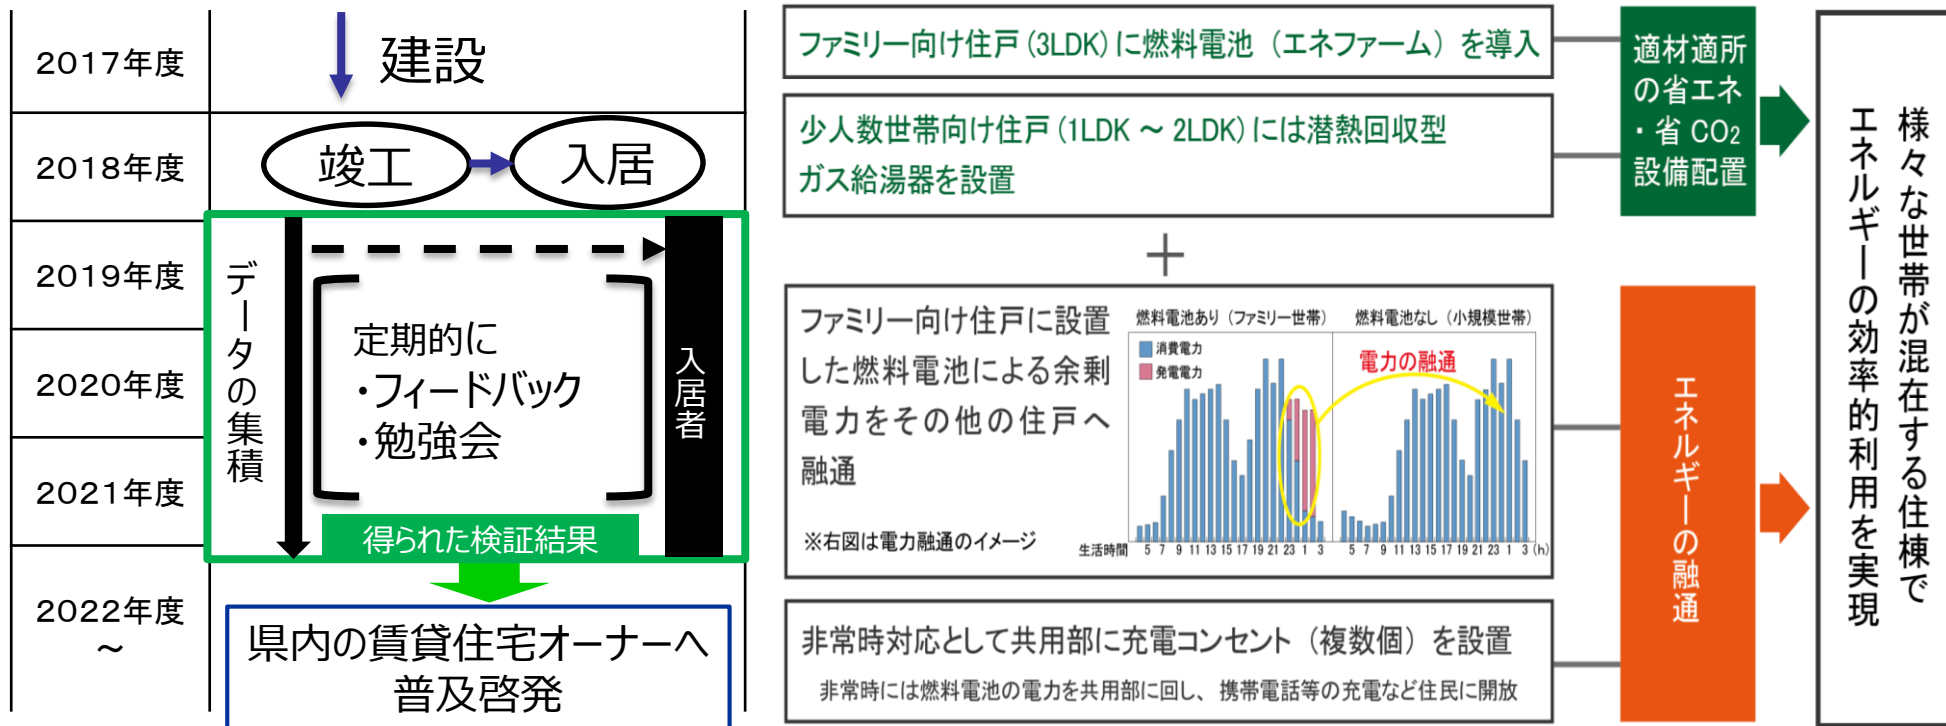 2017年度
建設
2018年度
竣工
入居
2019年度
2020年度
2021年度
2022年度
～
データの集積
定期的に
・フィードバック
・勉強会
入居者
得られた検証結果
県内の賃貸住宅オーナーへ
普及啓発
ファミリー向け住戸(3LDK)に燃料電池（エネファーム）を導入
少人数世帯向け住戸(1LDK ～ 2LDK)には潜熱回収型
ガス給湯器を設置
適材適所
の省エネ
・省 CO₂
設備配置
＋
ファミリー向け住戸に設置
した燃料電池による余剰
電力をその他の住戸へ
融通
※右図は電力融通のイメージ
燃料電池あり（ファミリー世帯）
燃料電池なし（小規模世帯）
消費電力
発電電力
電力の融通
生活時間
5 7 9 11 13 15 17 19 21 23 1 3
5 7 9 11 13 15 17 19 21 23 1 3 (h)
非常時対応として共用部に充電コンセント（複数個）を設置
非常時には燃料電池の電力を共用部に回し、携帯電話等の充電など住民に開放
エネルギーの融通
様々な世帯が混在する住棟で
エネルギーの効率的利用を実現